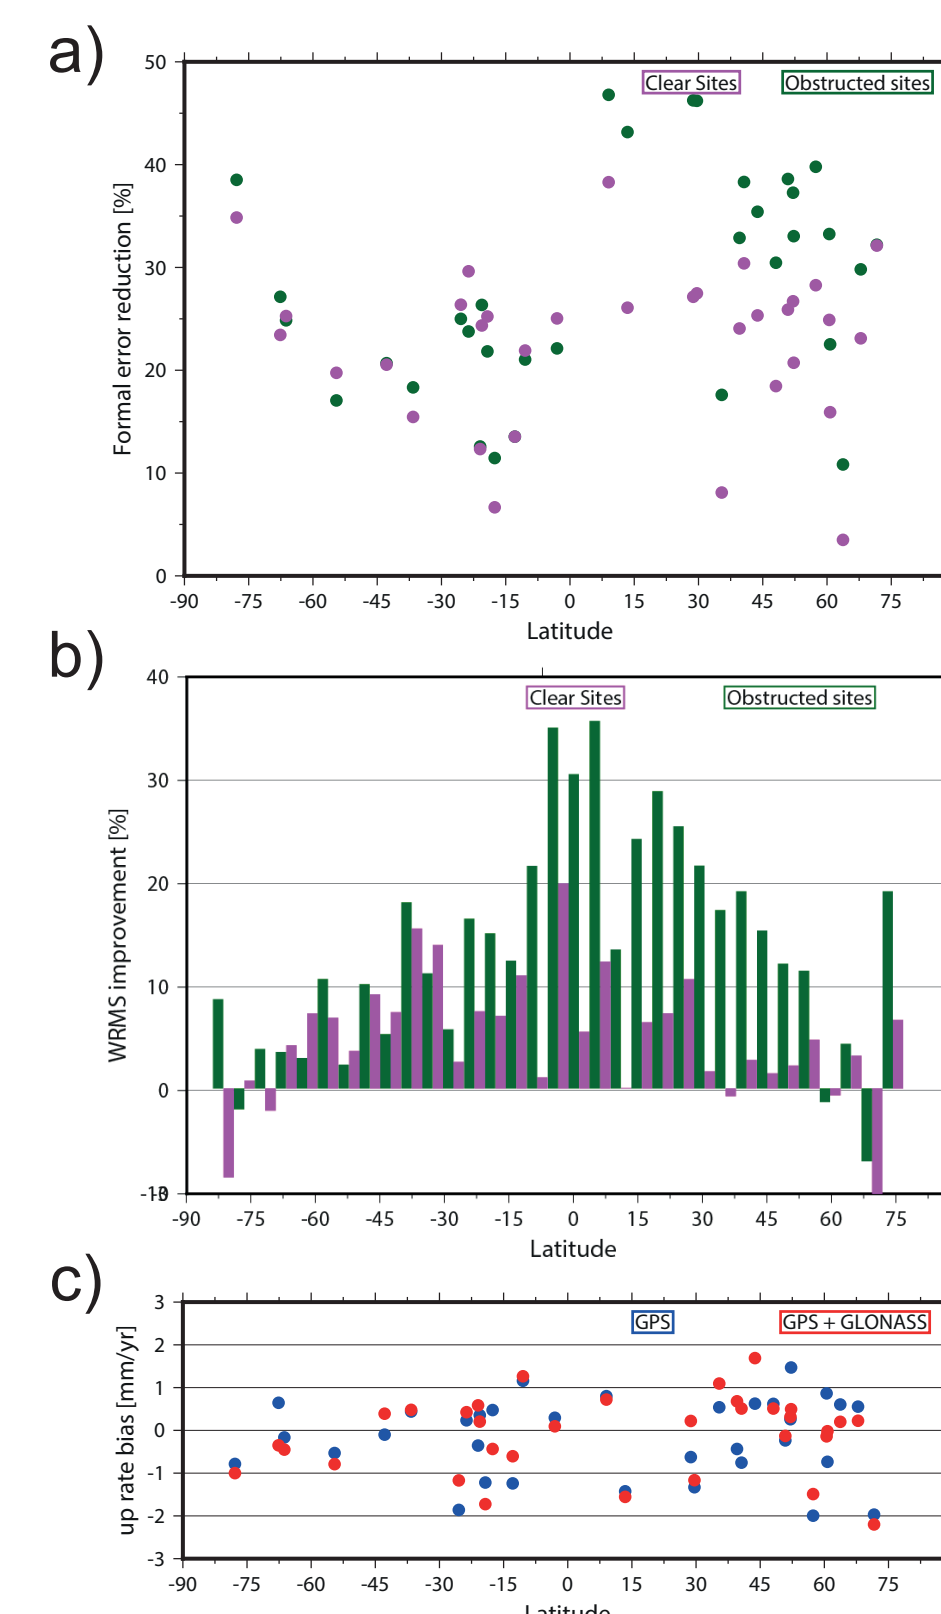 a)
50
Clear Sites Obstructed sites
40
30
20
10
0
Formal error reduction [%]
-90 -75 -60 -45 -30 -15 0 15 30 45 60 75
Latitude
b)
40
Clear Sites Obstructed sites
30
20
10
0
WRMS improvement [%]
-90 -75 -60 -45 -30 -15 0 15 30 45 60 75
Latitude
c)
3
GPS GPS + GLONASS
2
1
0
-1
-2
-3
up rate bias [mm/yr]
-90 -75 -60 -45 -30 -15 0 15 30 45 60 75
Latitude